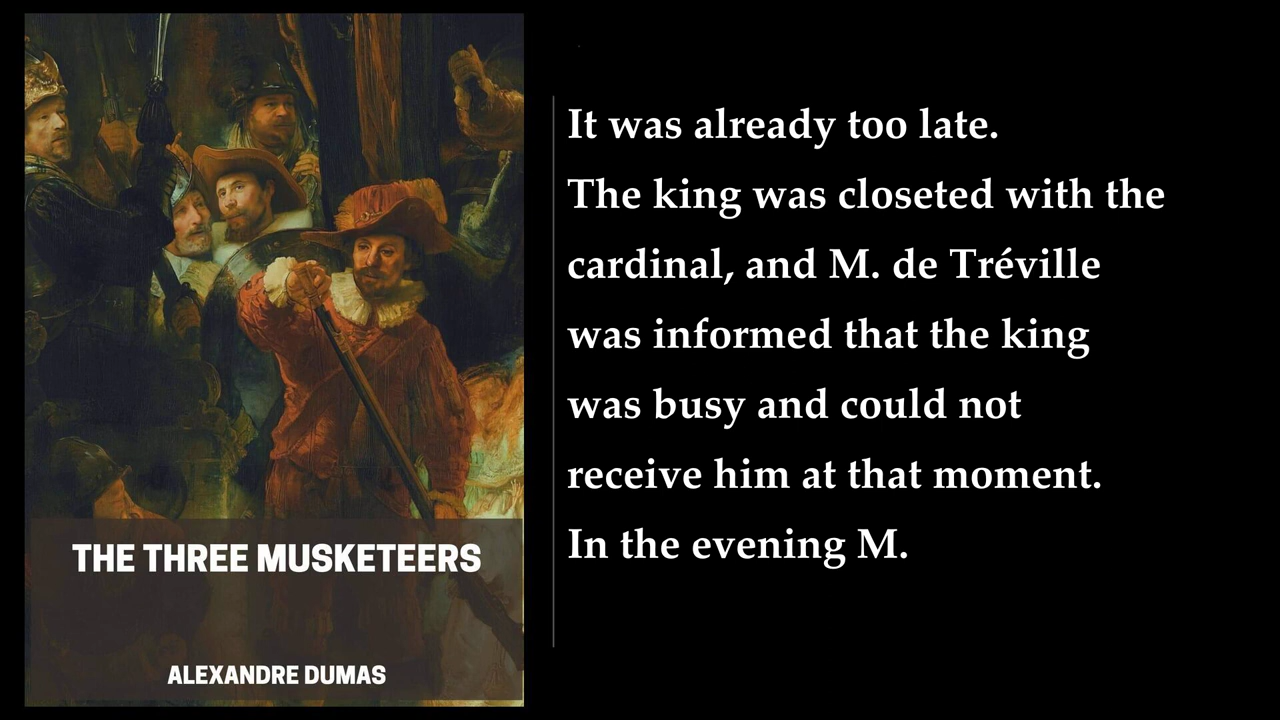 THE THREE MUSKETEERS
ALEXANDRE DUMAS
It was already too late.
The king was closeted with the
cardinal, and M. de Tréville
was informed that the king
was busy and could not
receive him at that moment.
In the evening M.